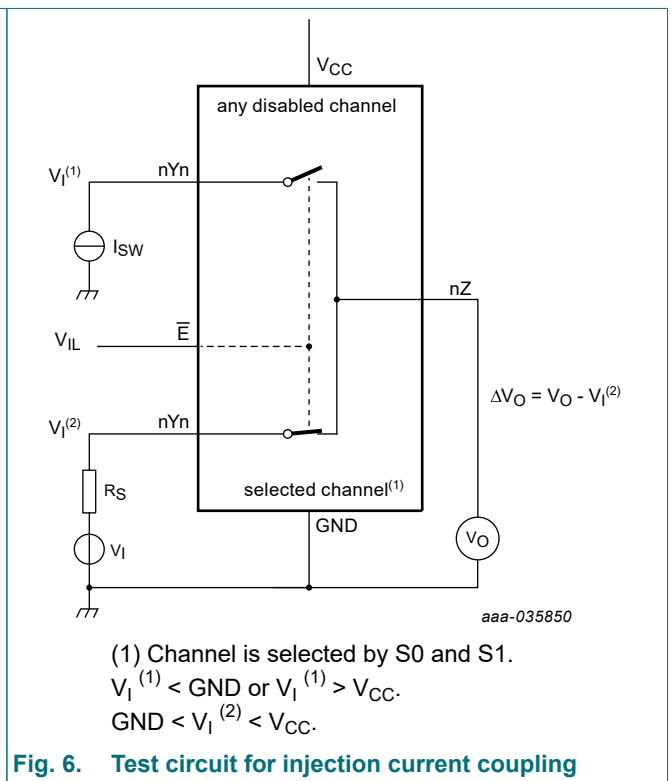 VCC
any disabled channel
VI(1)
nYn
ISW
nZ
VIL
E̅
ΔVO = VO - VI(2)
VI(2)
nYn
RS
selected channel(1)
GND
VI
VO
aaa-035850
(1) Channel is selected by S0 and S1.
VI (1) < GND or VI (1) > VCC.
GND < VI (2) < VCC.
Fig. 6. Test circuit for injection current coupling